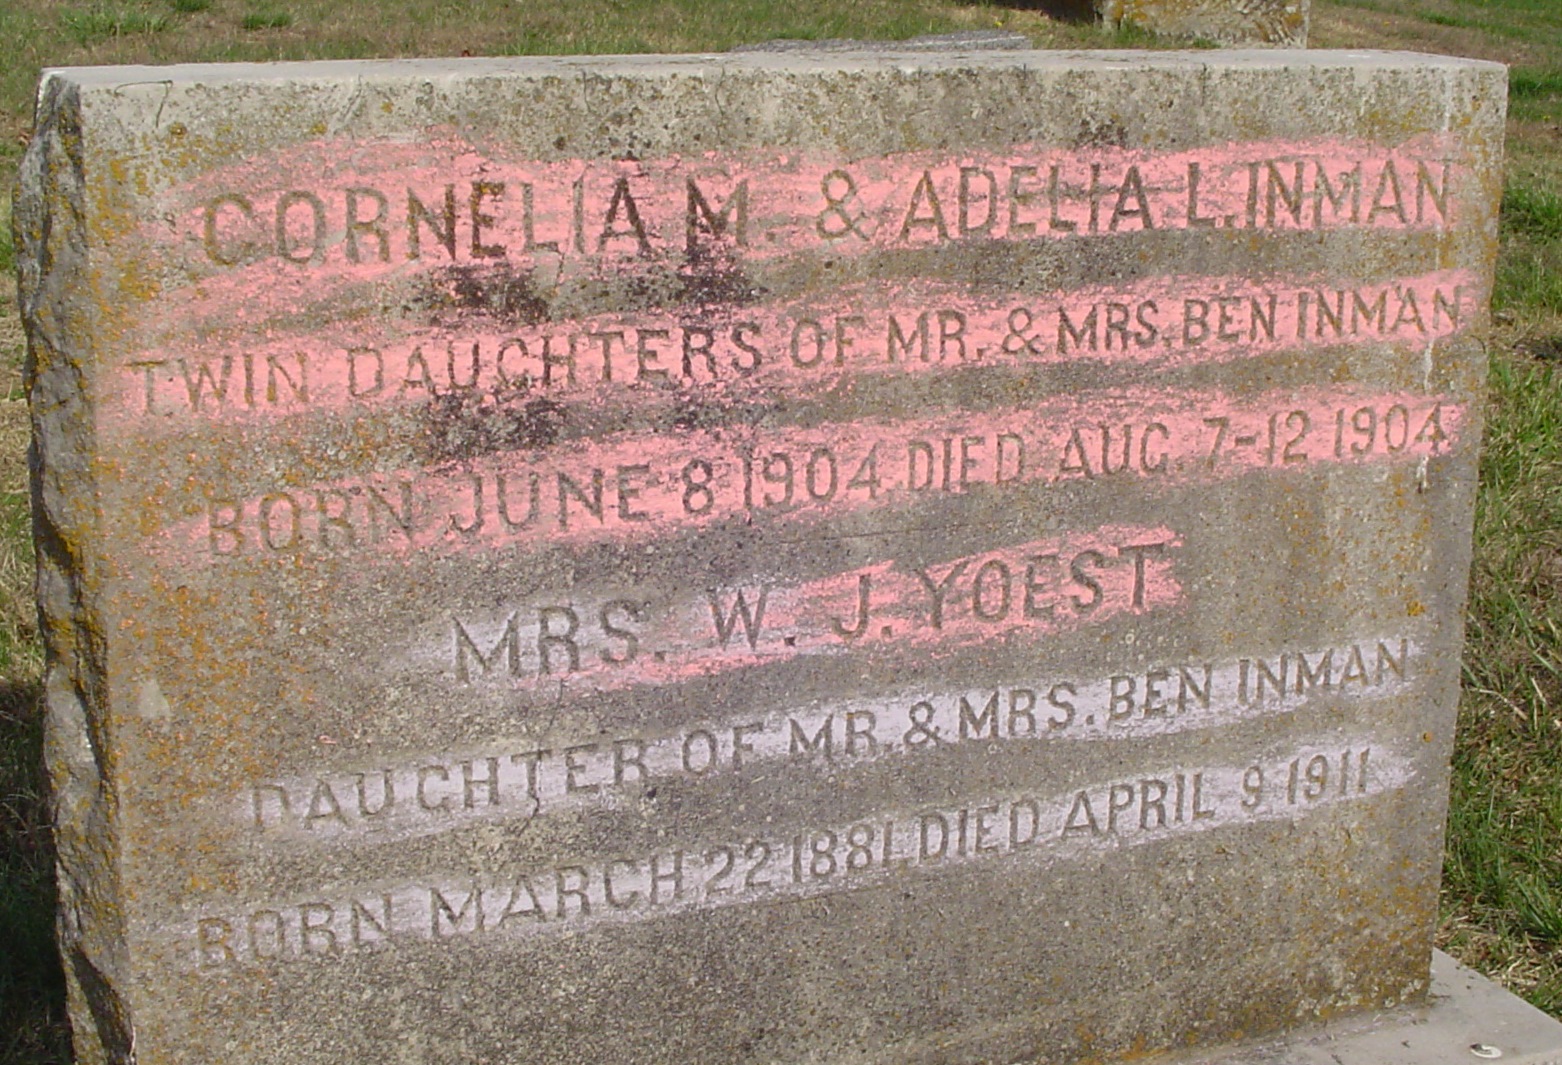 CORNELIA M. & ADELIA L. INMAN
TWIN DAUGHTERS OF MR. & MRS. BEN INMAN
BORN JUNE 8 1904 DIED AUG. 7-12 1904
MRS. W. J. YOEST
DAUGHTER OF MR. & MRS. BEN INMAN
BORN MARCH 22 1881. DIED APRIL 9 1911